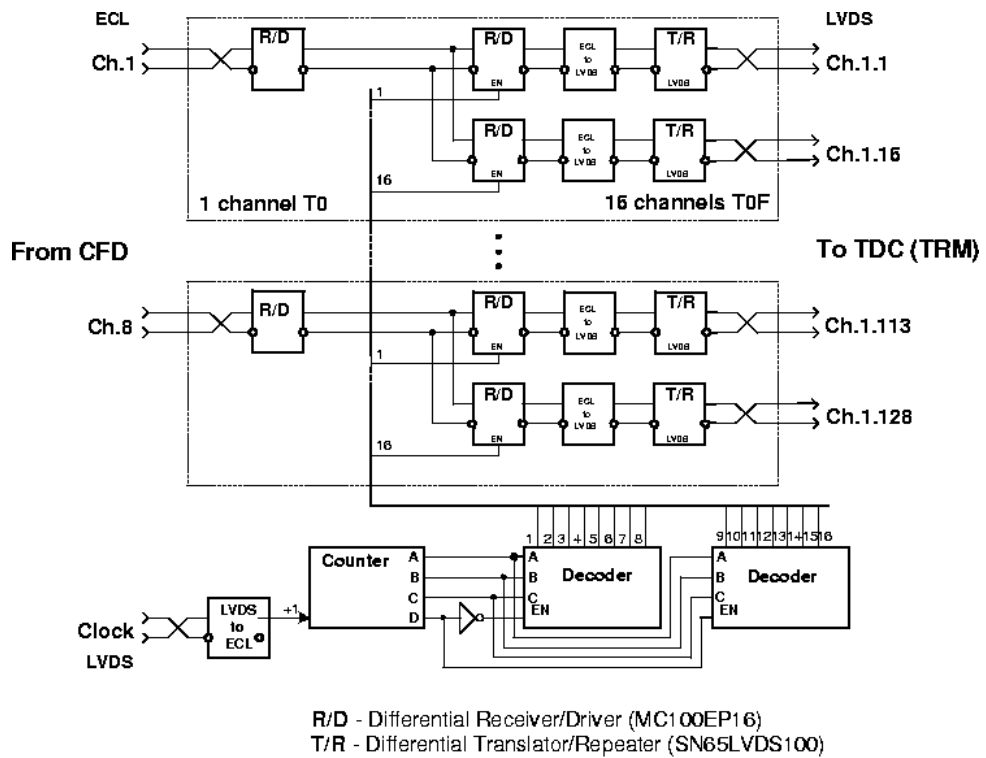 ECL LVDS
R/D R/D ECL to LVDS T/R
Ch.1 Ch.1.1
EN LVDS
1
R/D ECL to LVDS T/R
Ch.1.16
EN LVDS
16
1 channel T0 16 channels T0F
From CFD To TDC (TRM)
R/D R/D ECL to LVDS T/R
Ch.8 Ch.1.113
EN LVDS
1
R/D ECL to LVDS T/R
Ch.1.128
EN LVDS
16
1 2 3 4 5 6 7 8 9 10 11 12 13 14 15 16
Counter A A Decoder A Decoder
B B B
C C C
D EN EN
Clock LVDS to ECL +1
LVDS
R/D - Differential Receiver/Driver (MC100EP16)
T/R - Differential Translator/Repeater (SN65LVDS100)